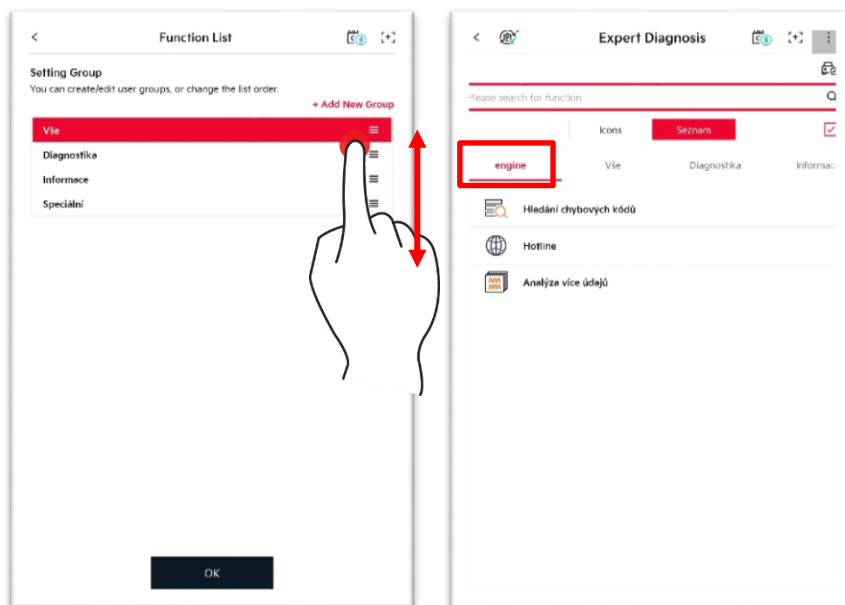 Function List
Setting Group
You can create/edit user groups, or change the list order.
+ Add New Group
Vše
Diagnostika
Informace
Speciální
OK
Expert Diagnosis
Please search for function
Icons
Seznam
engine
Vše
Diagnostika
Informac
Hledání chybových kódů
Hotline
Analýza více údajů